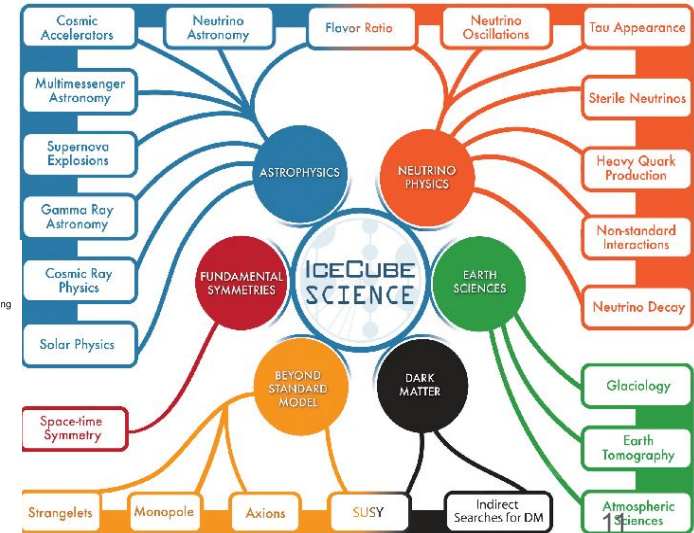 Cosmic
Accelerators
Neutrino
Astronomy
Flavor Ratio
Neutrino
Oscillations
Tau Appearance
Multimessenger
Astronomy
Sterile Neutrinos
Supernova
Explosions
ASTROPHYSICS
NEUTRINO
PHYSICS
Heavy Quark
Production
Gamma Ray
Astronomy
Non-standard
Interactions
Cosmic Ray
Physics
FUNDAMENTAL
SYMMETRIES
ICECUBE
SCIENCE
EARTH
SCIENCES
ng
Neutrino Decay
Solar Physics
BEYOND
STANDARD
MODEL
DARK
MATTER
Glaciology
Space-time
Symmetry
Earth
Tomography
Strangelets
Monopole
Axions
SUSY
Indirect
Searches for DM
Atmospheric
Sciences
11